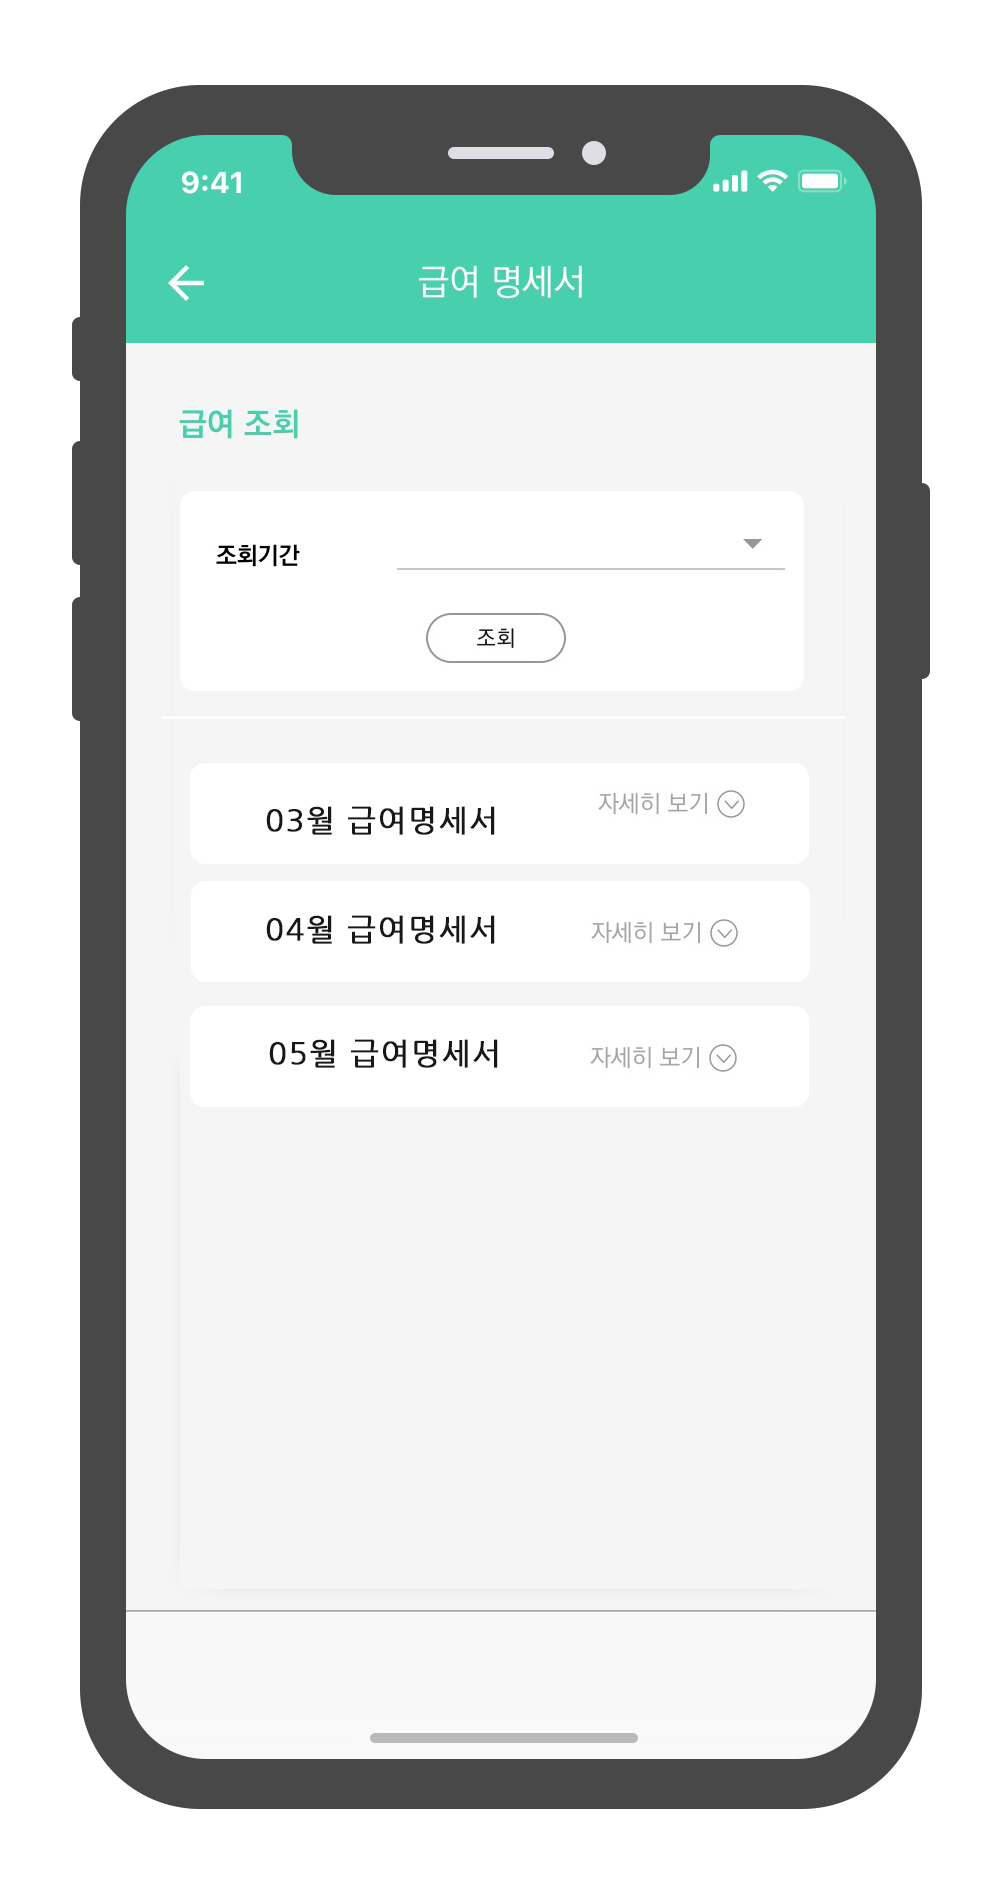 9:41
급여 명세서
급여 조회
조회기간
조회
03월 급여명세서 자세히 보기
04월 급여명세서 자세히 보기
05월 급여명세서 자세히 보기